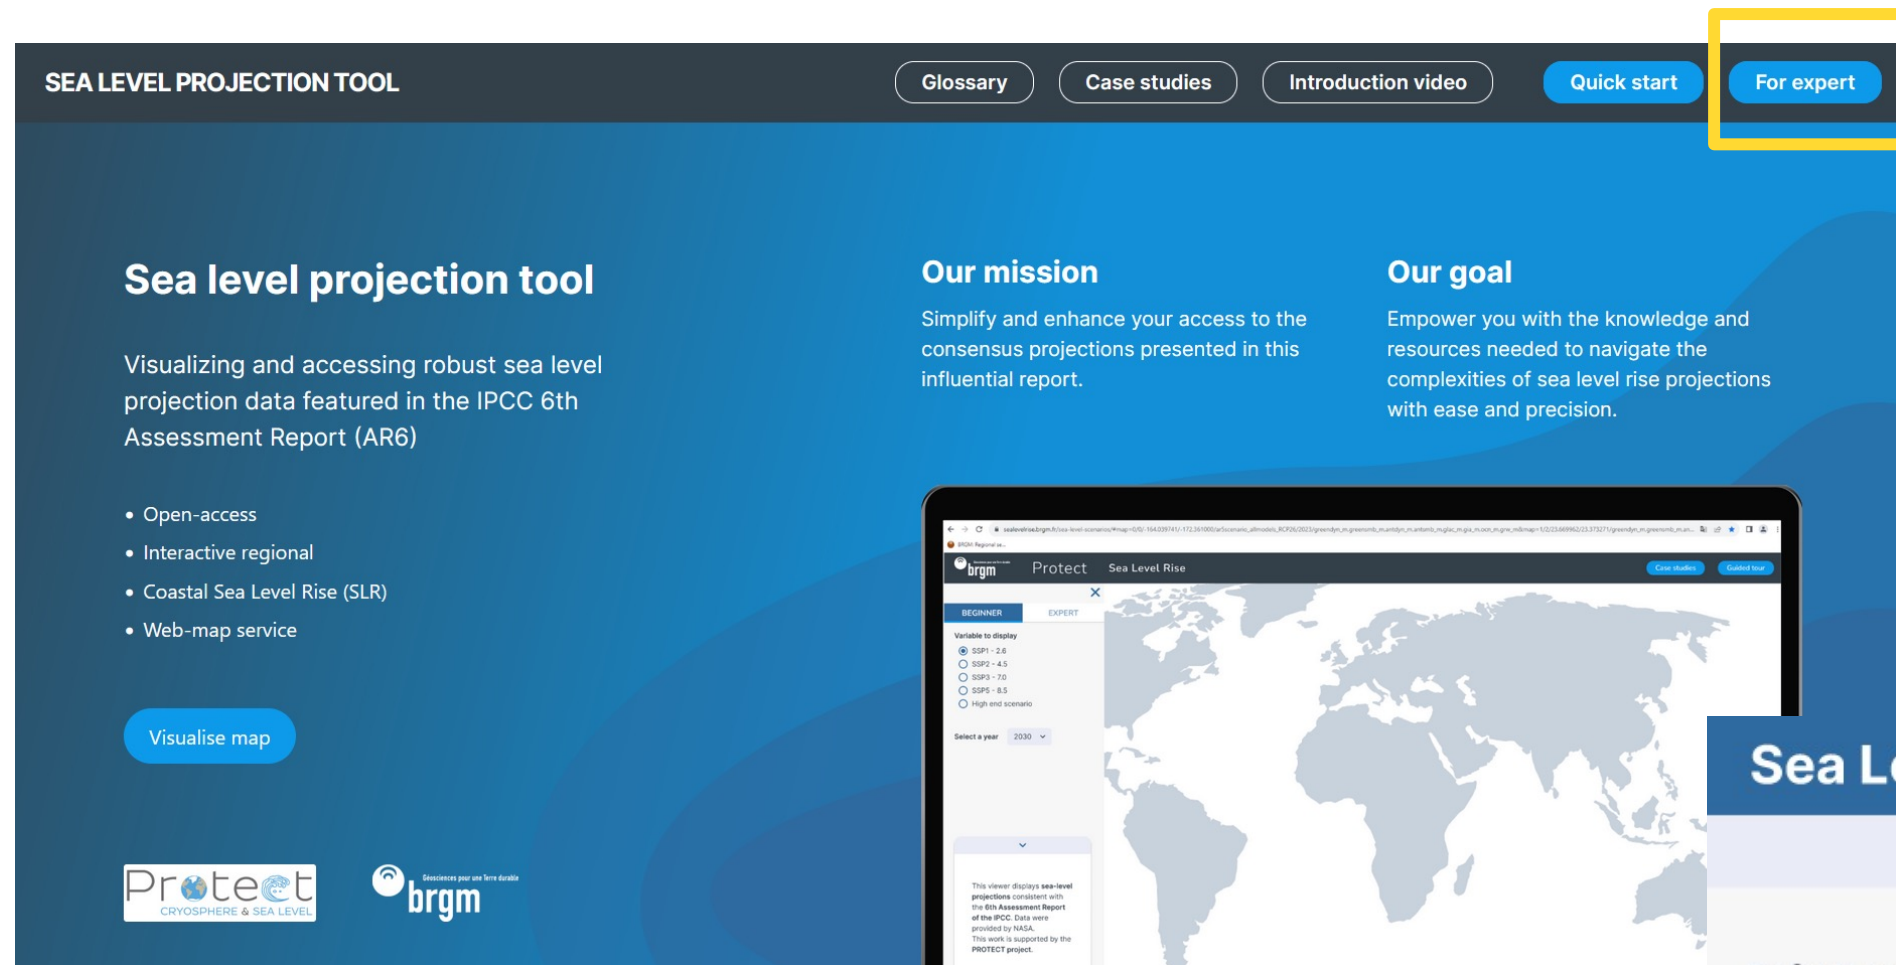 SEA LEVEL PROJECTION TOOL
Glossary
Case studies
Introduction video
Quick start
For expert
Sea level projection tool
Visualizing and accessing robust sea level
projection data featured in the IPCC 6th
Assessment Report (AR6)
• Open-access
• Interactive regional
• Coastal Sea Level Rise (SLR)
• Web-map service
Visualise map
Protect
CRYOSPHERE & SEA LEVEL
Géosciences pour une Terre durable
brgm
Our mission
Simplify and enhance your access to the
consensus projections presented in this
influential report.
Our goal
Empower you with the knowledge and
resources needed to navigate the
complexities of sea level rise projections
with ease and precision.
BRGM Regional se...
brgm
Protect
Sea Level Rise
Case studies
Guided tour
BEGINNER
EXPERT
Variable to display
SSP1 - 2.6
SSP2 - 4.5
SSP3 - 7.0
SSP5 - 8.5
High end scenario
Select a year 2030
This viewer displays sea-level
projections consistent with
the 6th Assessment Report
of the IPCC. Data were
provided by NASA.
This work is supported by the
PROTECT project.
Sea L